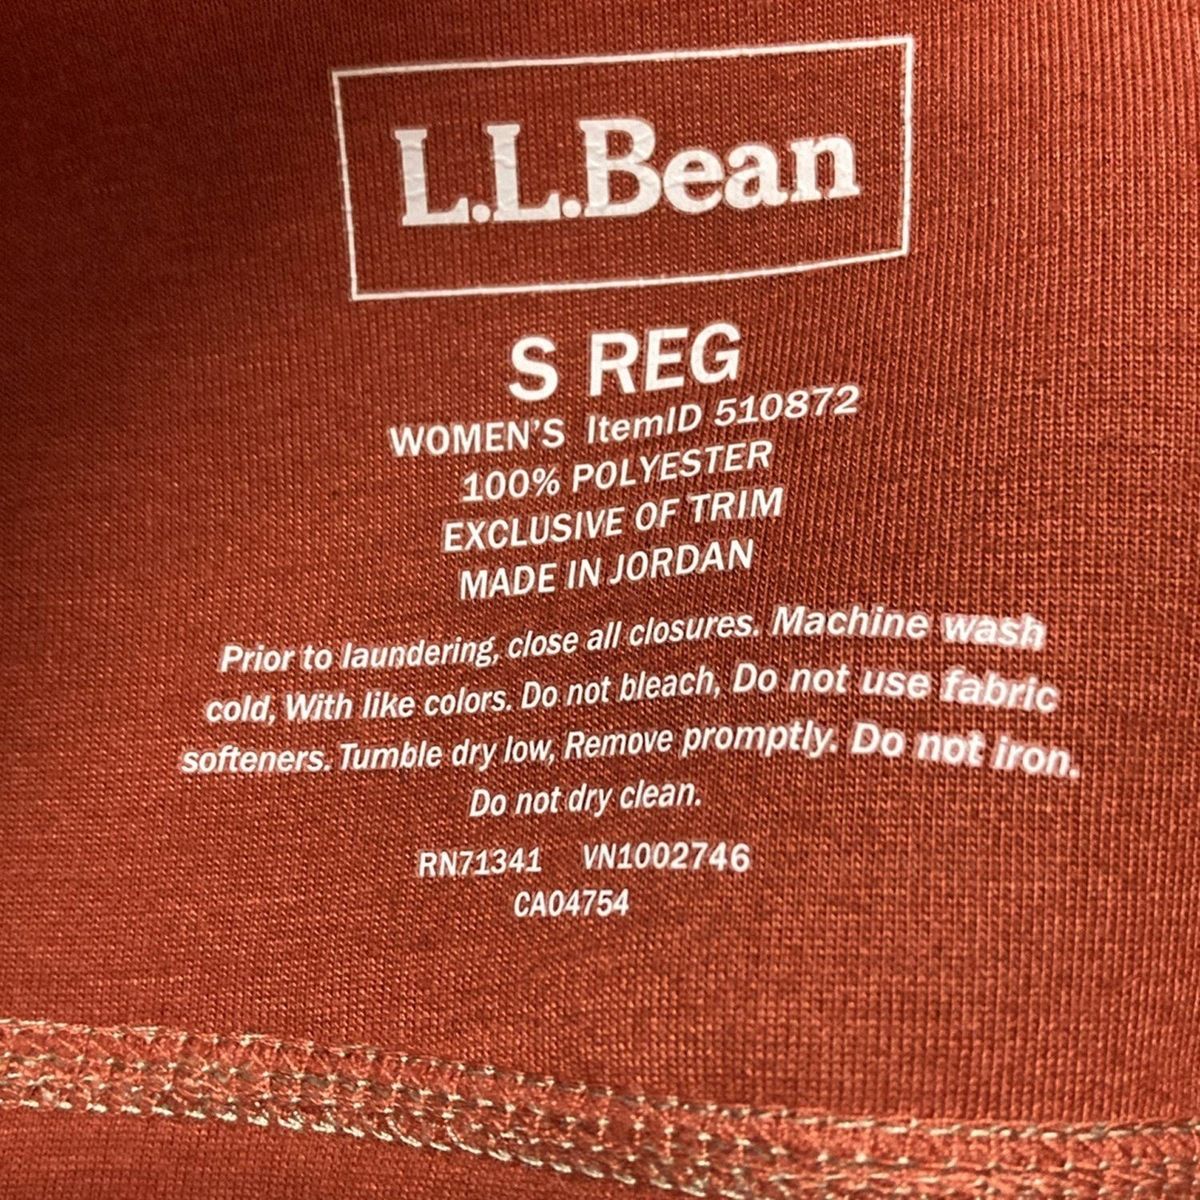 L.L.Bean
S REG
WOMEN'S ItemID 510872
100% POLYESTER
EXCLUSIVE OF TRIM
MADE IN JORDAN
Prior to laundering, close all closures. Machine wash
cold, With like colors. Do not bleach, Do not use fabric
softeners. Tumble dry low, Remove promptly. Do not iron.
Do not dry clean.
RN71341 VN1002746
CA04754